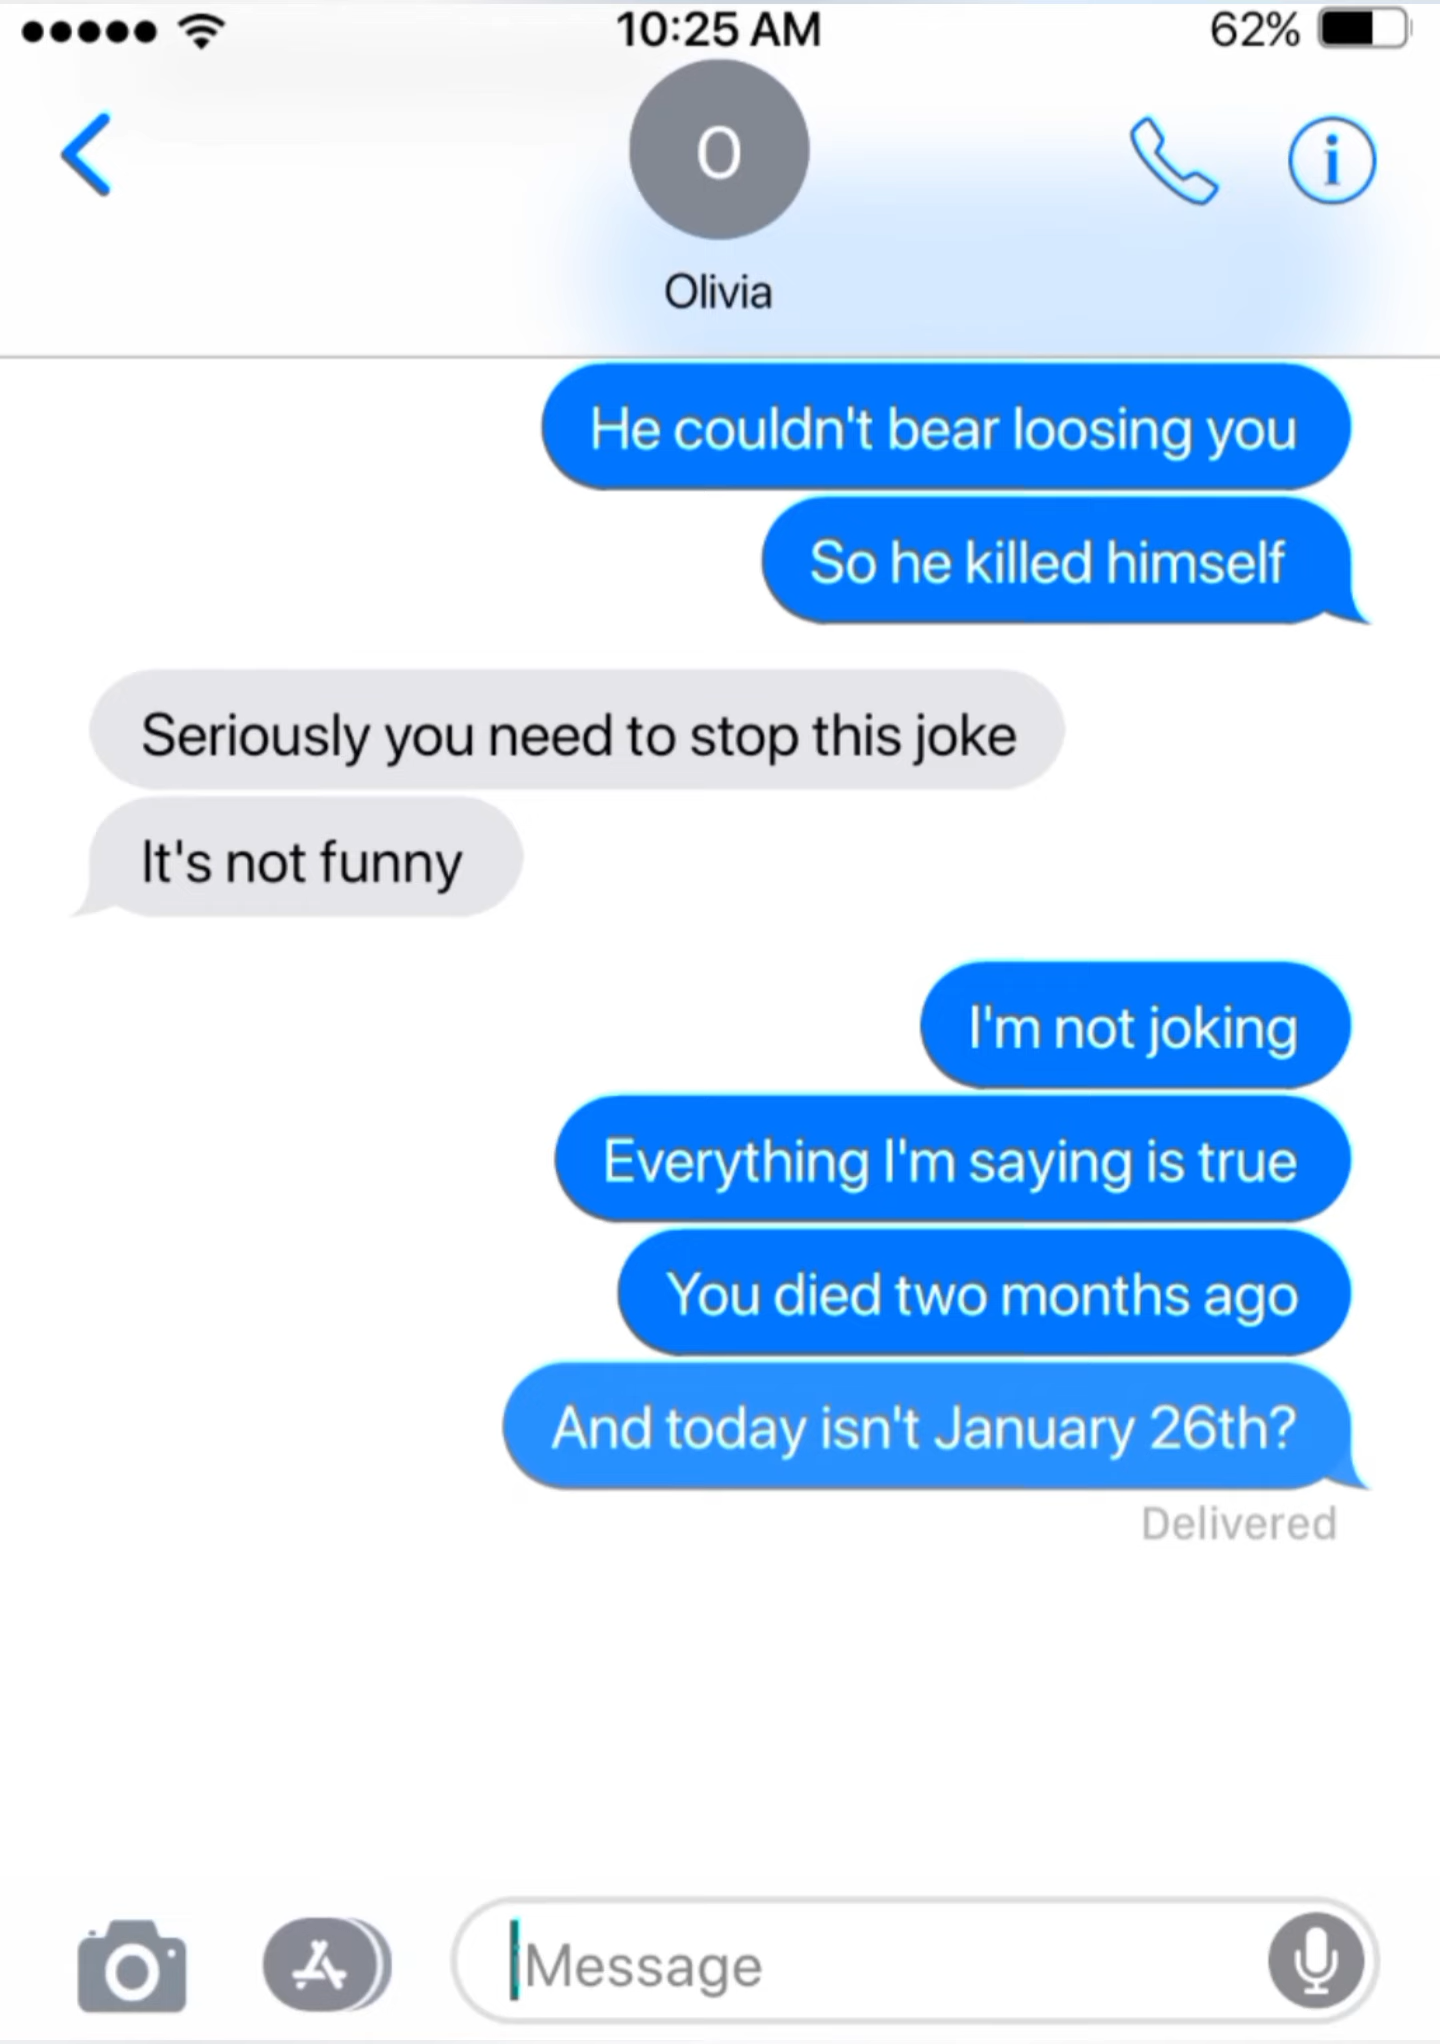 10:25 AM
62%
O
Olivia
He couldn't bear loosing you
So he killed himself
Seriously you need to stop this joke
It's not funny
I'm not joking
Everything I'm saying is true
You died two months ago
And today isn't January 26th?
Delivered
Message